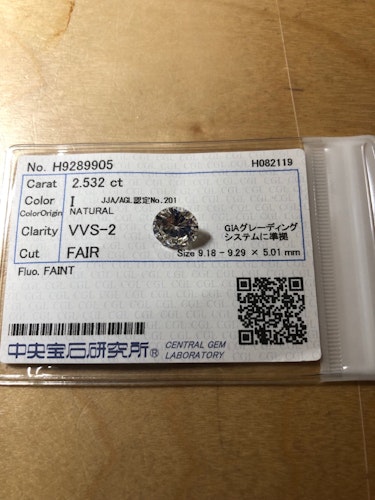 No. H9289905 H082119
Carat 2.532 ct
Color I JJA/AGL認定No.201
ColorOrigin NATURAL
Clarity VVS-2 GIAグレーディング
システムに準拠
Cut FAIR Size 9.18 - 9.29 × 5.01 mm
Fluo. FAINT
中央宝石研究所® CENTRAL GEM
LABORATORY